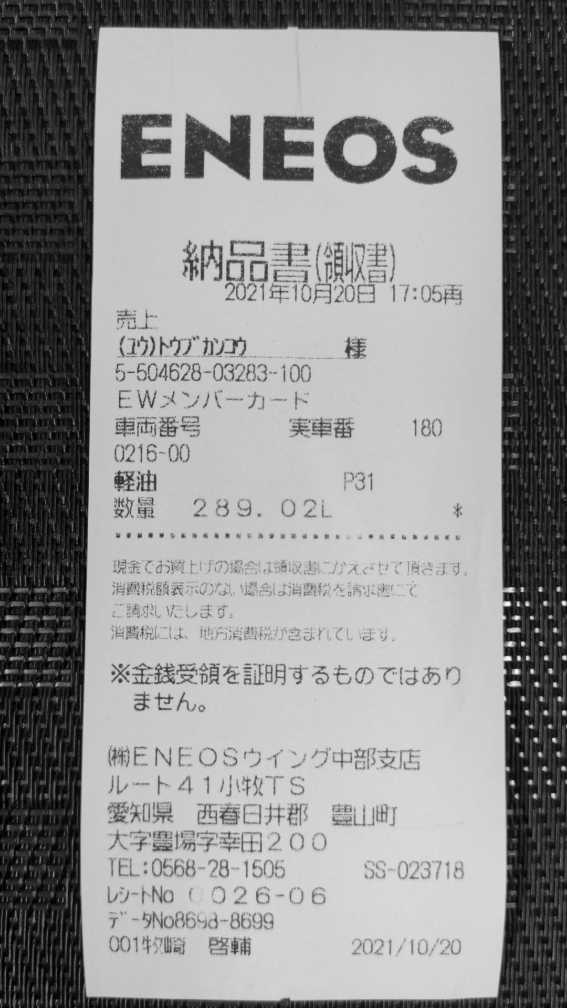 ENEOS
納品書(領収書)
2021年10月20日 17:05再
売上
(ユウ)トウブカンコウ 様
5-504628-03283-100
EWメンバーカード
車両番号 実車番 180
0216-00
軽油 P31
数量 289.02L *
現金でお買上げの場合は領収書にかえさせて頂きます。
消費税額表示のない場合は消費税を請求書にて
ご請求いたします。
消費税には、地方消費税が含まれています。
※金銭受領を証明するものではあり
ません。
(株)ENEOSウイング中部支店
ルート41小牧TS
愛知県 西春日井郡 豊山町
大字豊場字幸田200
TEL:0568-28-1505 SS-023718
レシートNo 026-06
データNo8698-8699
001牧﨑 啓輔 2021/10/20